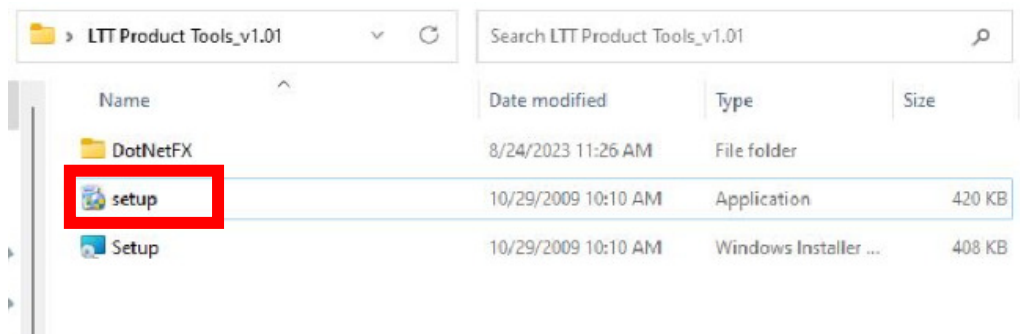 LTT Product Tools_v1.01 Search LTT Product Tools_v1.01
Name Date modified Type Size
DotNetFX 8/24/2023 11:26 AM File folder
setup 10/29/2009 10:10 AM Application 420 KB
Setup 10/29/2009 10:10 AM Windows Installer ... 408 KB